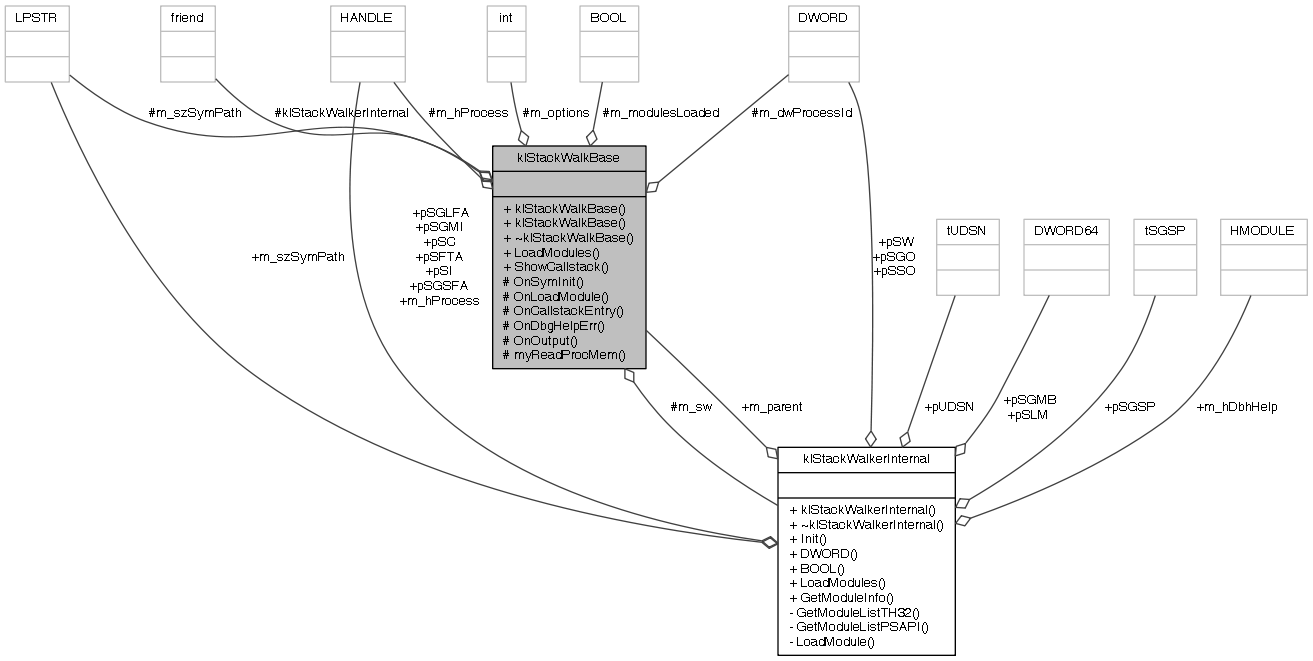 LPSTR
friend
HANDLE
int
BOOL
DWORD
#m_szSymPath
#klStackWalkerInternal
#m_hProcess
#m_options
#m_modulesLoaded
#m_dwProcessId
klStackWalkBase
+ klStackWalkBase()
+ klStackWalkBase()
+ ~klStackWalkBase()
+ LoadModules()
+ ShowCallstack()
# OnSymInit()
# OnLoadModule()
# OnCallstackEntry()
# OnDbgHelpErr()
# OnOutput()
# myReadProcMem()
+pSGLFA
+pSGMI
+pSC
+pSFTA
+pSI
+pSGSFA
+m_hProcess
+m_szSymPath
+pSW
+pSGO
+pSSO
tUDSN
DWORD64
tSGSP
HMODULE
#m_sw
+m_parent
+pUDSN
+pSGMB
+pSLM
+pSGSP
+m_hDbhHelp
klStackWalkerInternal
+ klStackWalkerInternal()
+ ~klStackWalkerInternal()
+ Init()
+ DWORD()
+ BOOL()
+ LoadModules()
+ GetModuleInfo()
- GetModuleListTH32()
- GetModuleListPSAPI()
- LoadModule()